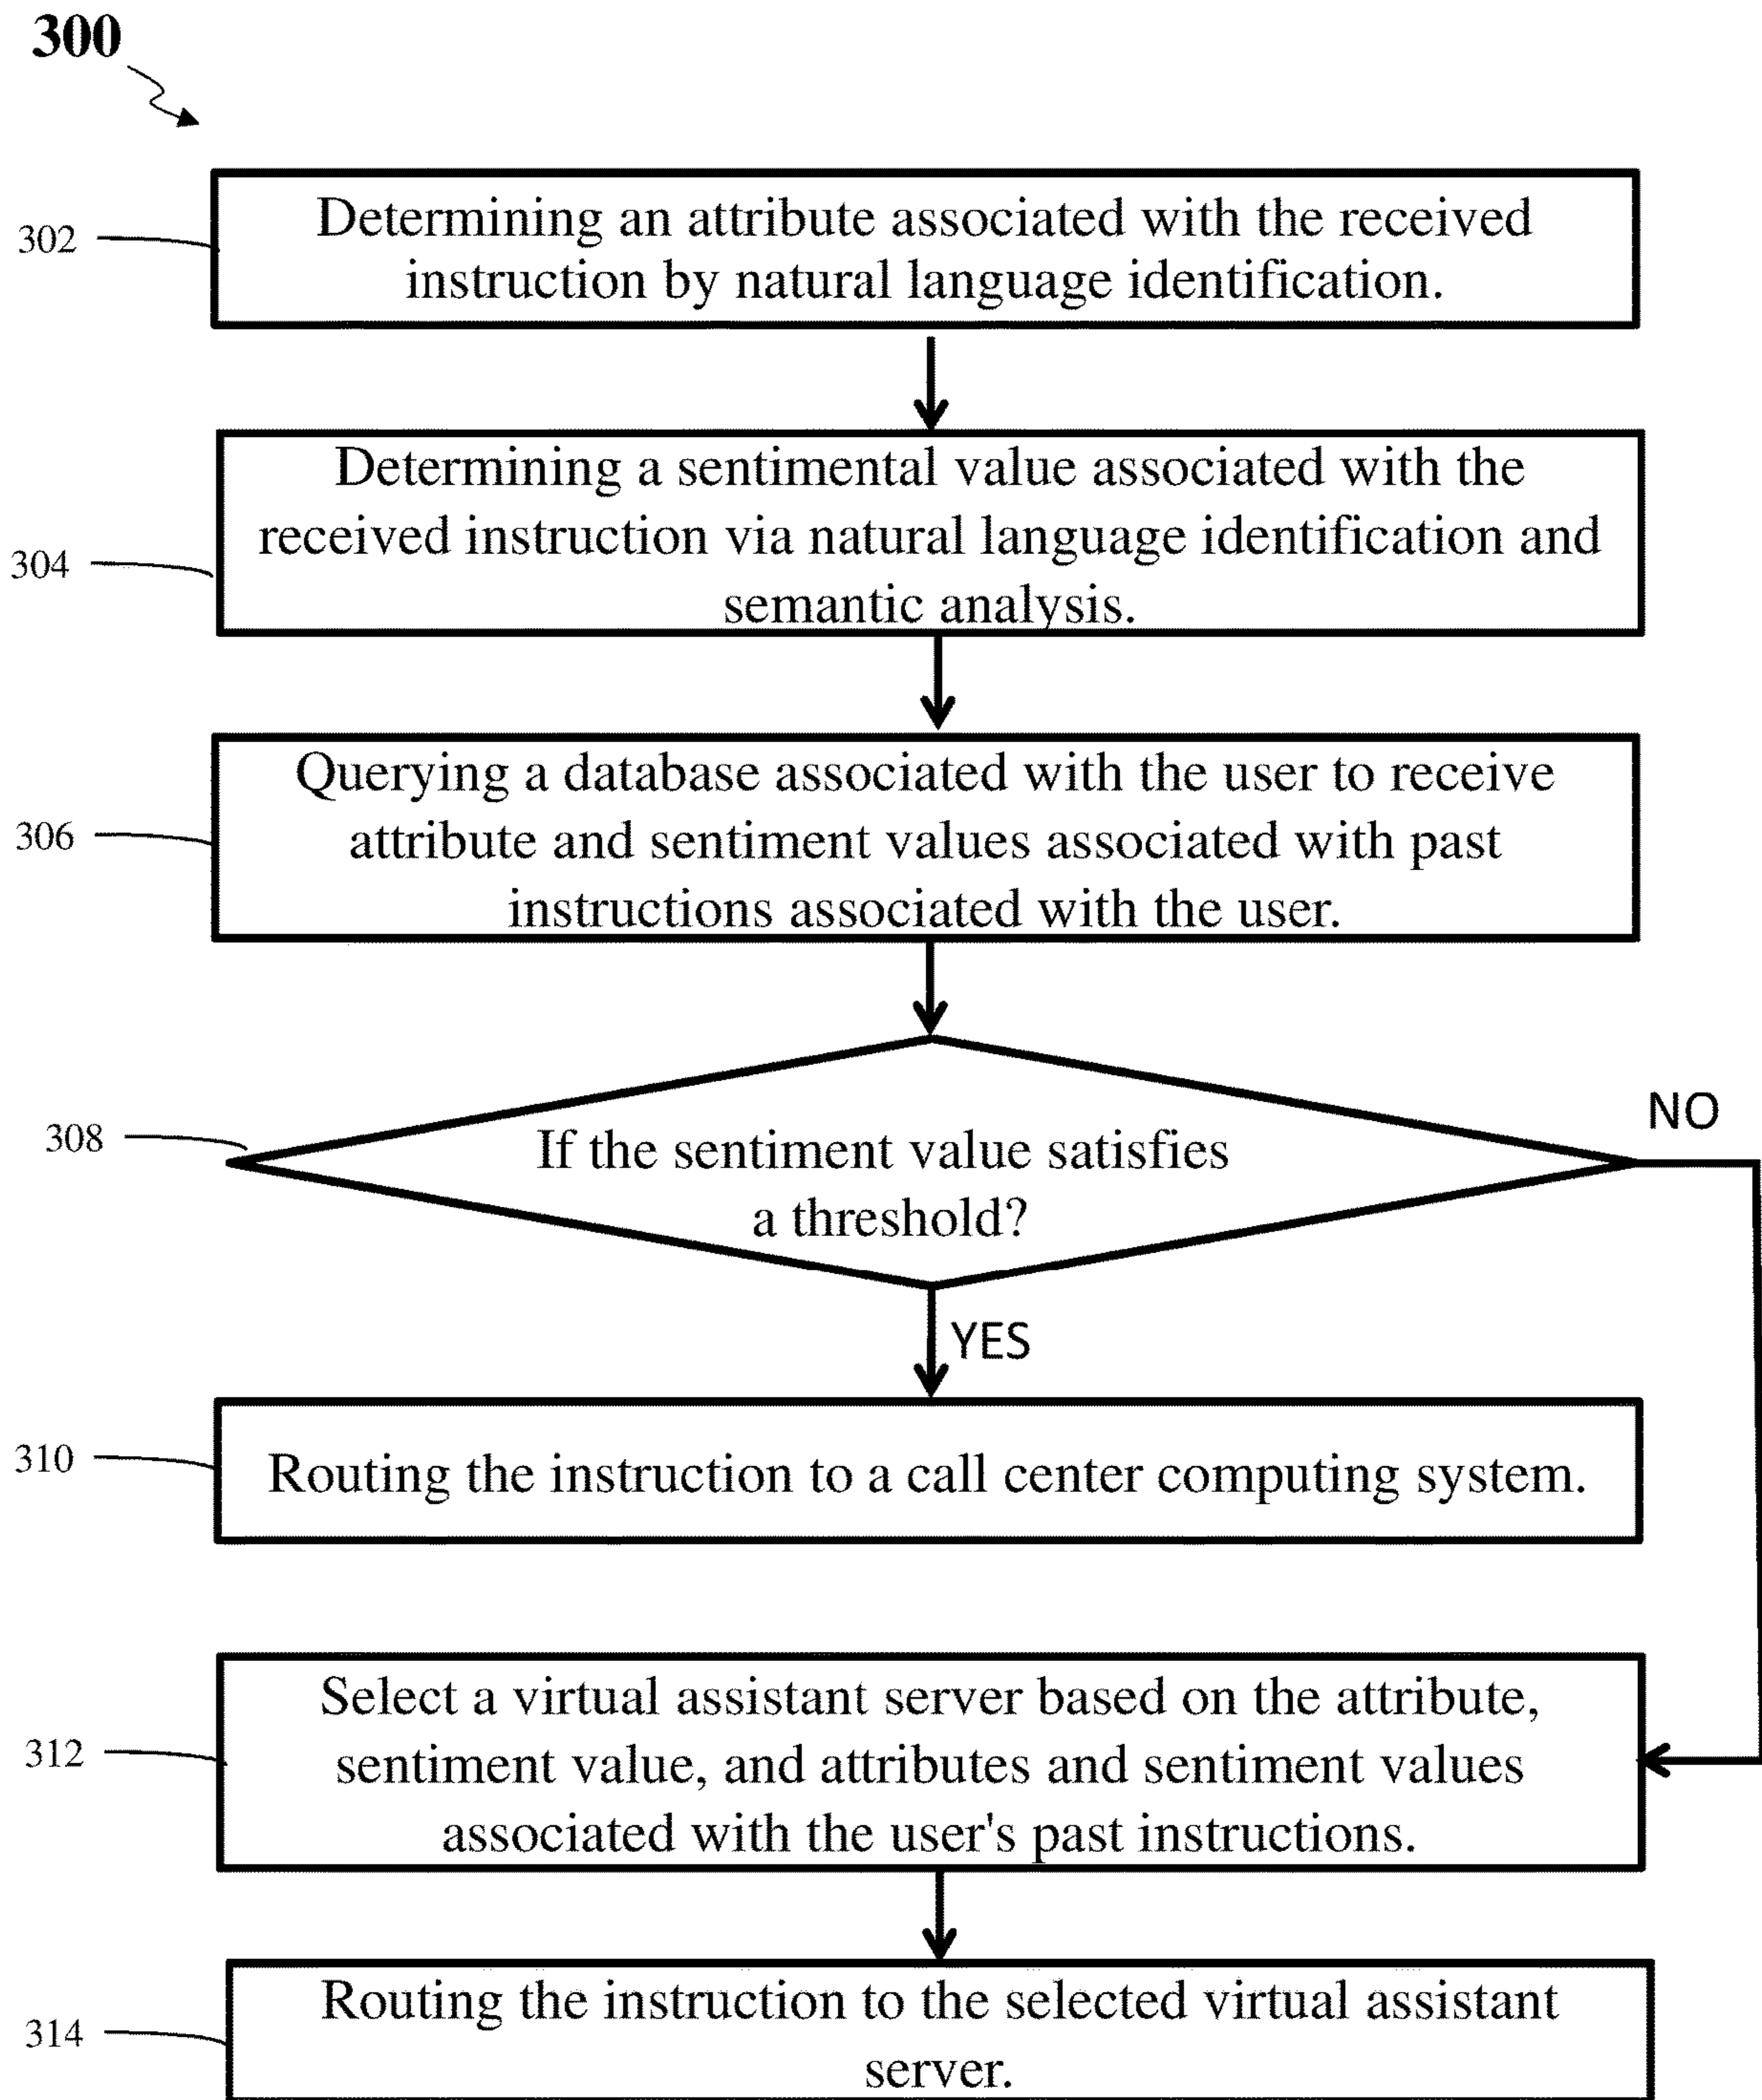 300
302
Determining an attribute associated with the received
instruction by natural language identification.
304
Determining a sentimental value associated with the
received instruction via natural language identification and
semantic analysis.
306
Querying a database associated with the user to receive
attribute and sentiment values associated with past
instructions associated with the user.
308
If the sentiment value satisfies
a threshold?
NO
YES
310
Routing the instruction to a call center computing system.
312
Select a virtual assistant server based on the attribute,
sentiment value, and attributes and sentiment values
associated with the user's past instructions.
314
Routing the instruction to the selected virtual assistant
server.